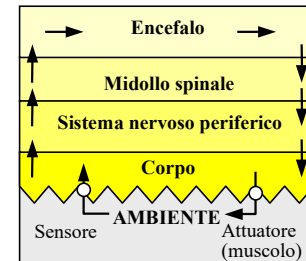 Encefalo
Midollo spinale
Sistema nervoso periferico
Corpo
AMBIENTE
Sensore
Attuatore
(muscolo)